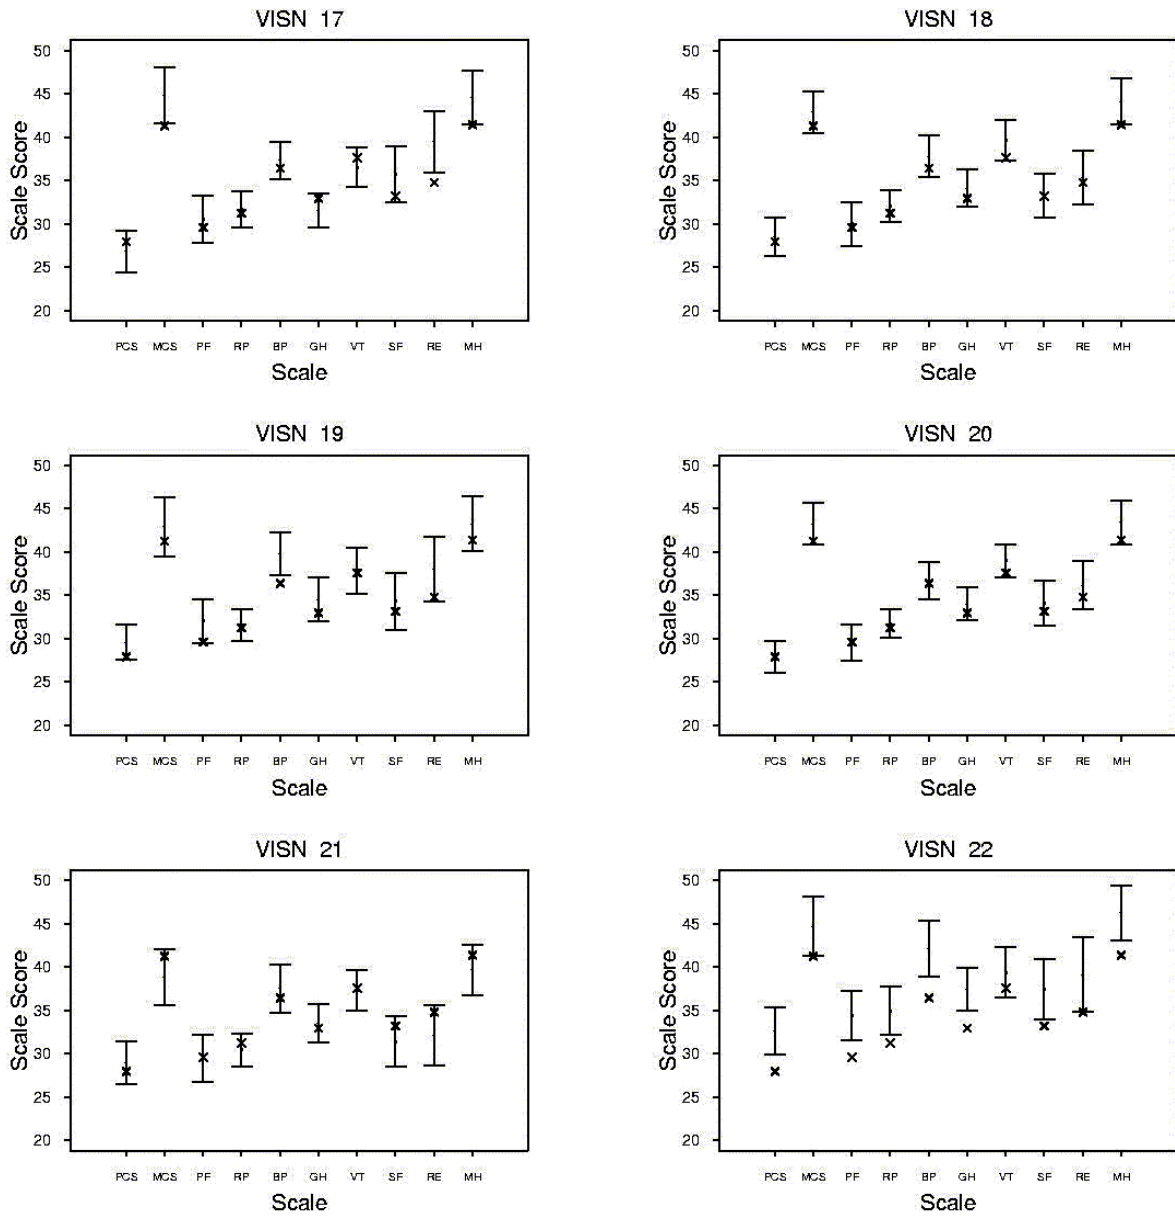 VISN 17
50
45
40
35
30
25
20
Scale Score
PCS MCS PF RP BP GH VT SF RE MH
Scale
VISN 18
50
45
40
35
30
25
20
Scale Score
PCS MCS PF RP BP GH VT SF RE MH
Scale
VISN 19
50
45
40
35
30
25
20
Scale Score
PCS MCS PF RP BP GH VT SF RE MH
Scale
VISN 20
50
45
40
35
30
25
20
Scale Score
PCS MCS PF RP BP GH VT SF RE MH
Scale
VISN 21
50
45
40
35
30
25
20
Scale Score
PCS MCS PF RP BP GH VT SF RE MH
Scale
VISN 22
50
45
40
35
30
25
20
Scale Score
PCS MCS PF RP BP GH VT SF RE MH
Scale